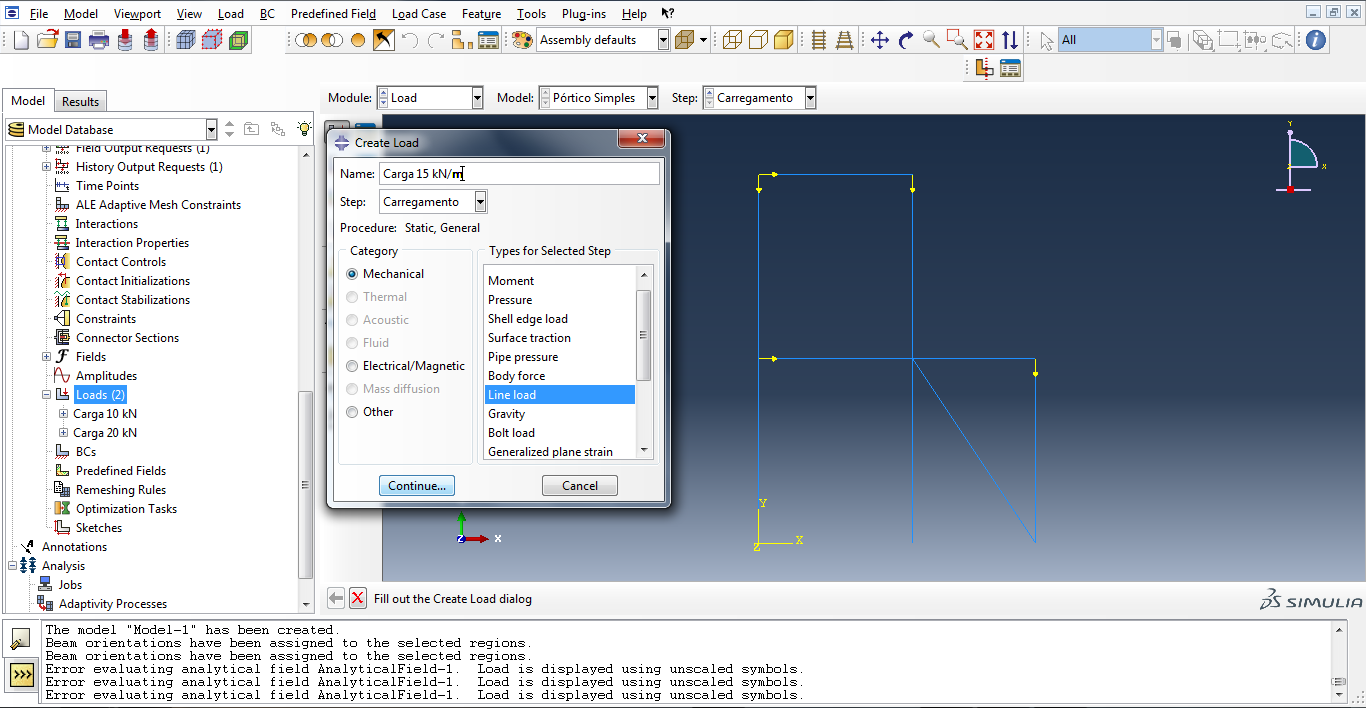 File Model Viewport View Load BC Predefined Field Load Case Feature Tools Plug-ins Help
Assembly defaults
All
Model Results
Module: Load Model: Pórtico Simples Step: Carregamento
Model Database
Field Output Requests (1)
History Output Requests (1)
Time Points
ALE Adaptive Mesh Constraints
Interactions
Interaction Properties
Contact Controls
Contact Initializations
Contact Stabilizations
Constraints
Connector Sections
Fields
Amplitudes
Loads (2)
Carga 10 kN
Carga 20 kN
BCs
Predefined Fields
Remeshing Rules
Optimization Tasks
Sketches
Annotations
Analysis
Jobs
Adaptivity Processes
Create Load
Name: Carga 15 kN/m
Step: Carregamento
Procedure: Static, General
Category
Mechanical
Thermal
Acoustic
Fluid
Electrical/Magnetic
Mass diffusion
Other
Types for Selected Step
Moment
Pressure
Shell edge load
Surface traction
Pipe pressure
Body force
Line load
Gravity
Bolt load
Generalized plane strain
Continue... Cancel
Y
X
Z
Y
X
Z
X
Z
Fill out the Create Load dialog
SIMULIA
The model "Model-1" has been created.
Beam orientations have been assigned to the selected regions.
Beam orientations have been assigned to the selected regions.
Error evaluating analytical field AnalyticalField-1. Load is displayed using unscaled symbols.
Error evaluating analytical field AnalyticalField-1. Load is displayed using unscaled symbols.
Error evaluating analytical field AnalyticalField-1. Load is displayed using unscaled symbols.